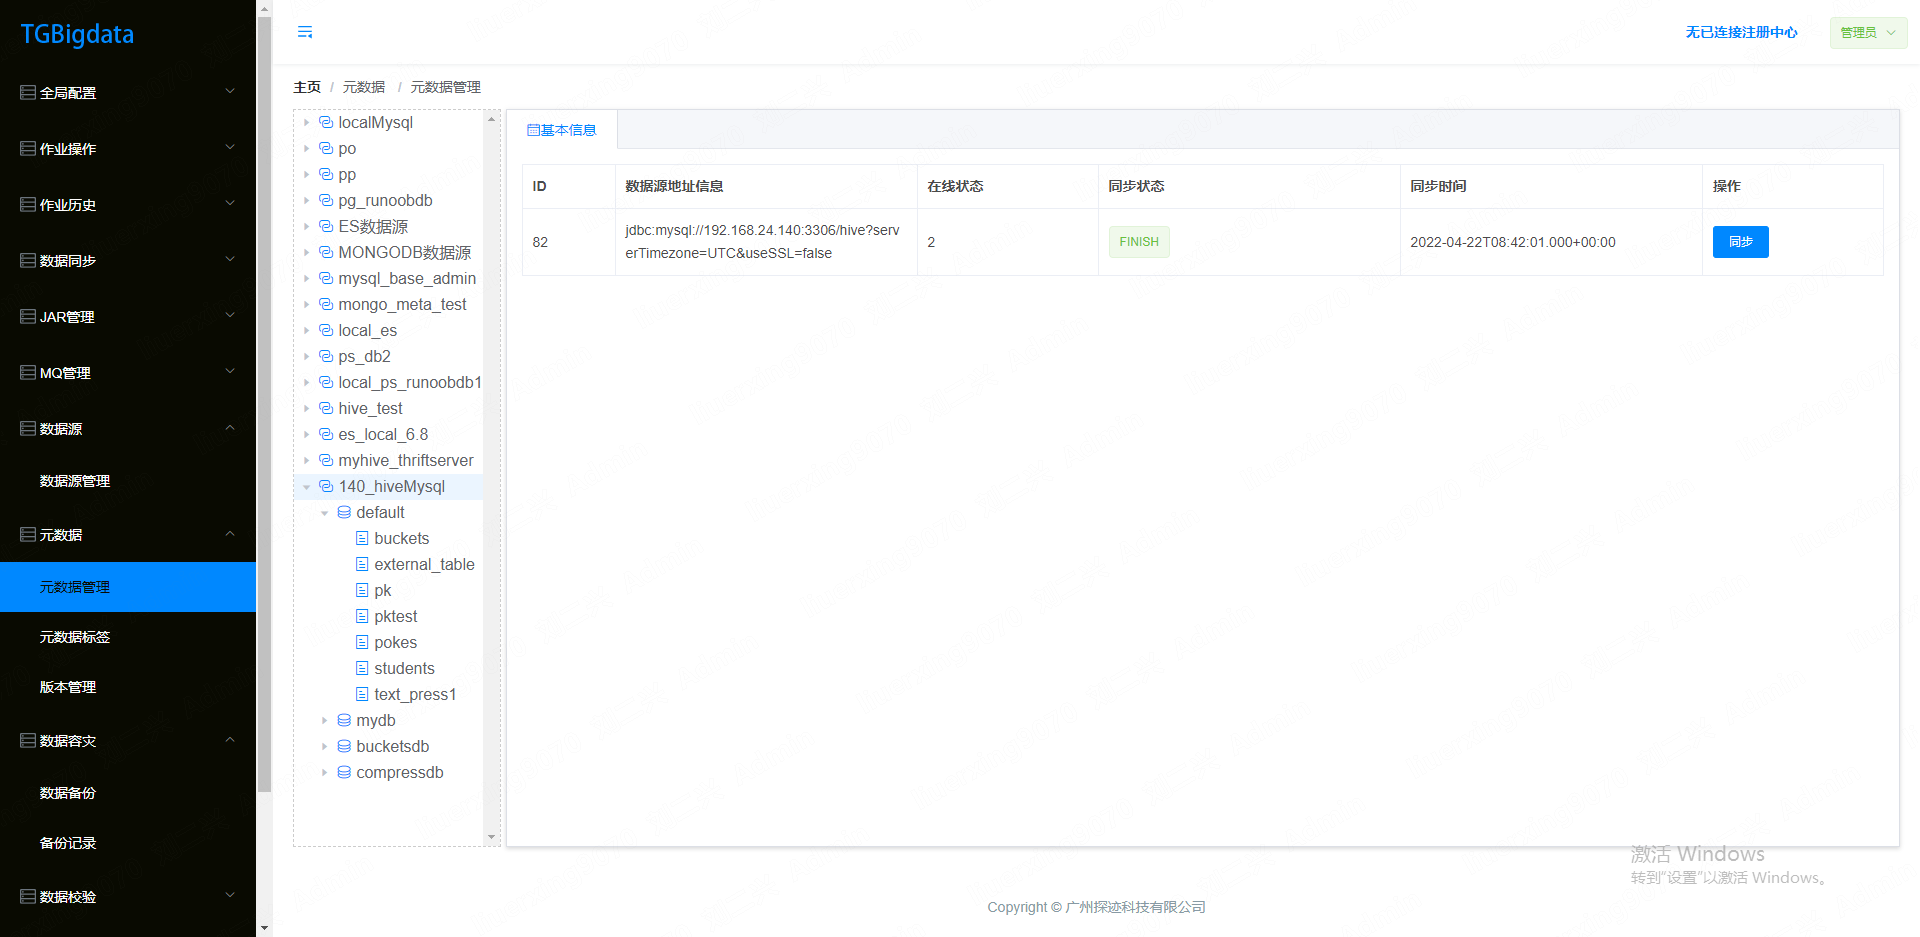 TGBigdata
全局配置
作业操作
作业历史
数据同步
JAR管理
MQ管理
数据源
数据源管理
元数据
元数据管理
元数据标签
版本管理
数据容灾
数据备份
备份记录
数据校验
无已连接注册中心
管理员
主页 / 元数据 / 元数据管理
localMysql
po
pp
pg_runoobdb
ES数据源
MONGODB数据源
mysql_base_admin
mongo_meta_test
local_es
ps_db2
local_ps_runoobdb1
hive_test
es_local_6.8
myhive_thriftserver
140_hiveMysql
default
buckets
external_table
pk
pktest
pokes
students
text_press1
mydb
bucketsdb
compressdb
基本信息
ID 数据源地址信息 在线状态 同步状态 同步时间 操作
82 jdbc:mysql://192.168.24.140:3306/hive?serv
erTimezone=UTC&useSSL=false 2 FINISH 2022-04-22T08:42:01.000+00:00 同步
激活 Windows
转到"设置"以激活 Windows。
Copyright © 广州探迹科技有限公司